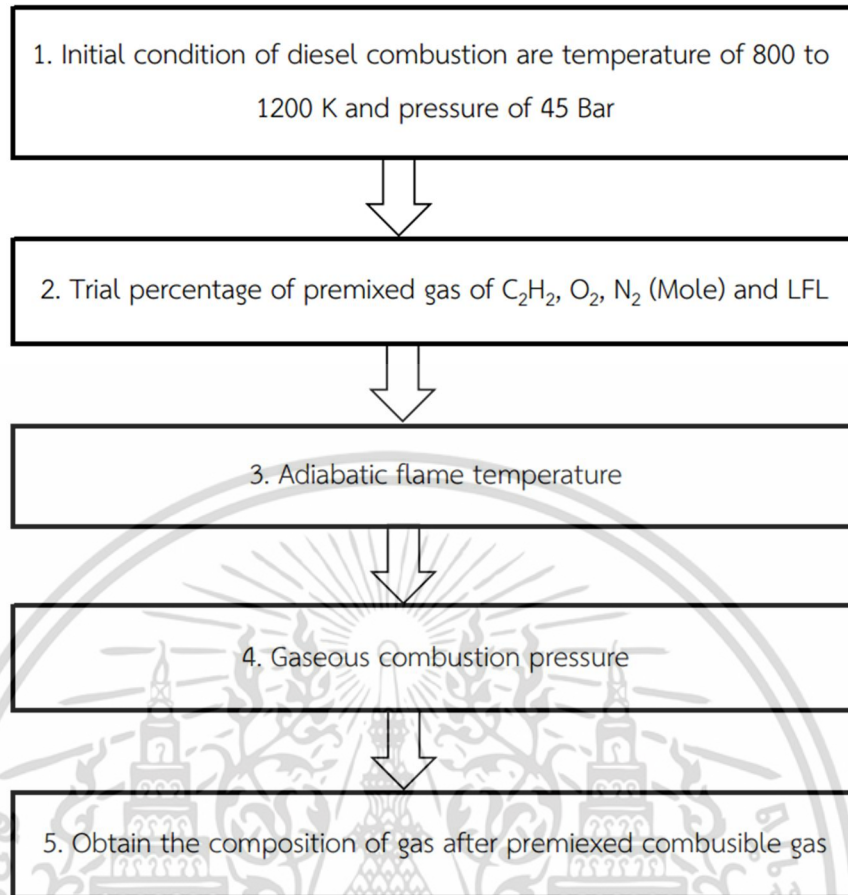 1. Initial condition of diesel combustion are temperature of 800 to
1200 K and pressure of 45 Bar
2. Trial percentage of premixed gas of C₂H₂, O₂, N₂ (Mole) and LFL
3. Adiabatic flame temperature
4. Gaseous combustion pressure
5. Obtain the composition of gas after premiexed combusible gas